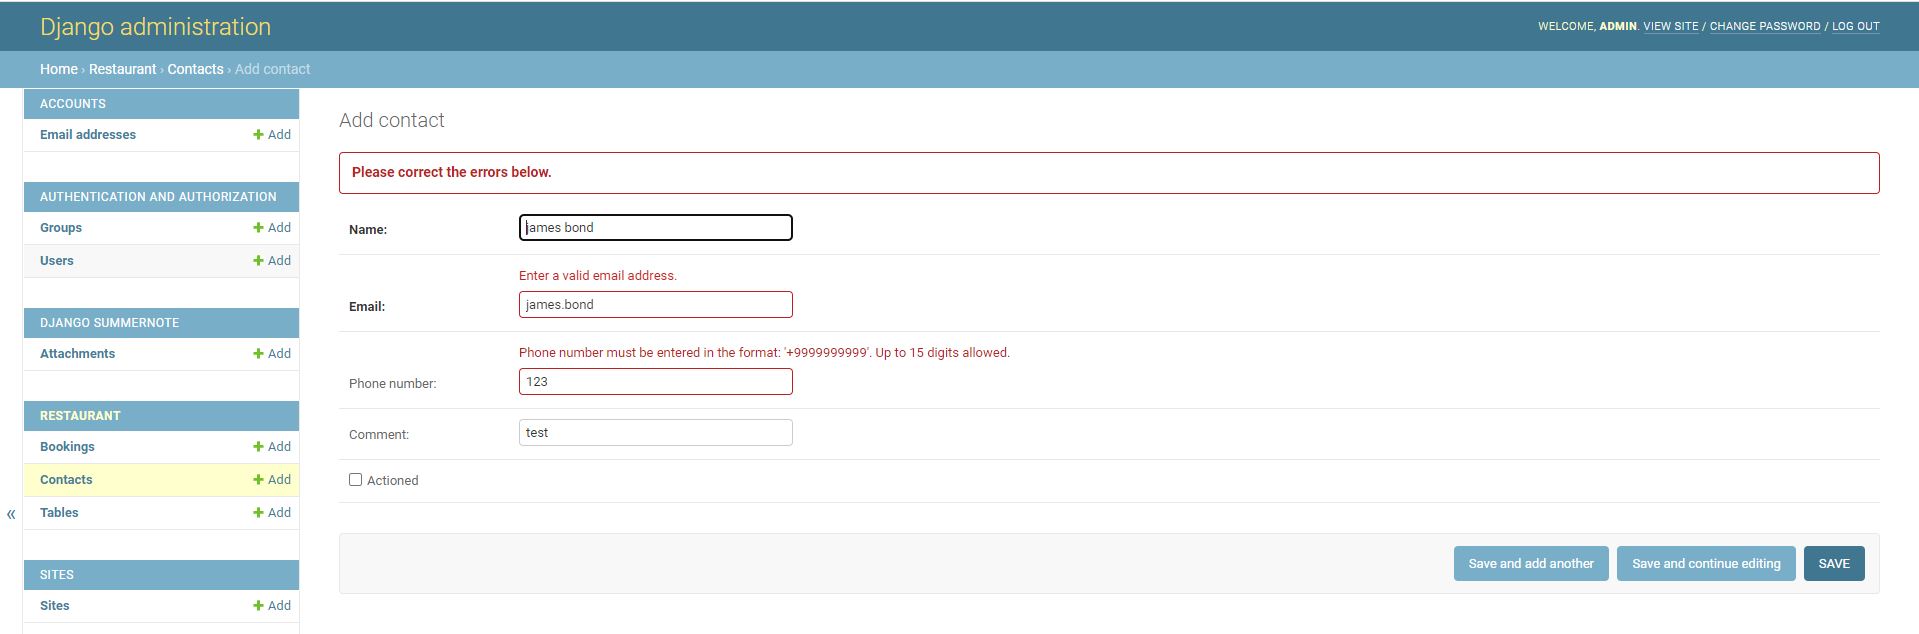 Django administration
WELCOME, ADMIN. VIEW SITE / CHANGE PASSWORD / LOG OUT
Home › Restaurant › Contacts › Add contact
ACCOUNTS
Email addresses + Add
AUTHENTICATION AND AUTHORIZATION
Groups + Add
Users + Add
DJANGO SUMMERNOTE
Attachments + Add
RESTAURANT
Bookings + Add
Contacts + Add
Tables + Add
«
SITES
Sites + Add
Add contact
Please correct the errors below.
Name: james bond
Enter a valid email address.
Email: james.bond
Phone number must be entered in the format: '+9999999999'. Up to 15 digits allowed.
Phone number: 123
Comment: test
Actioned
Save and add another Save and continue editing SAVE